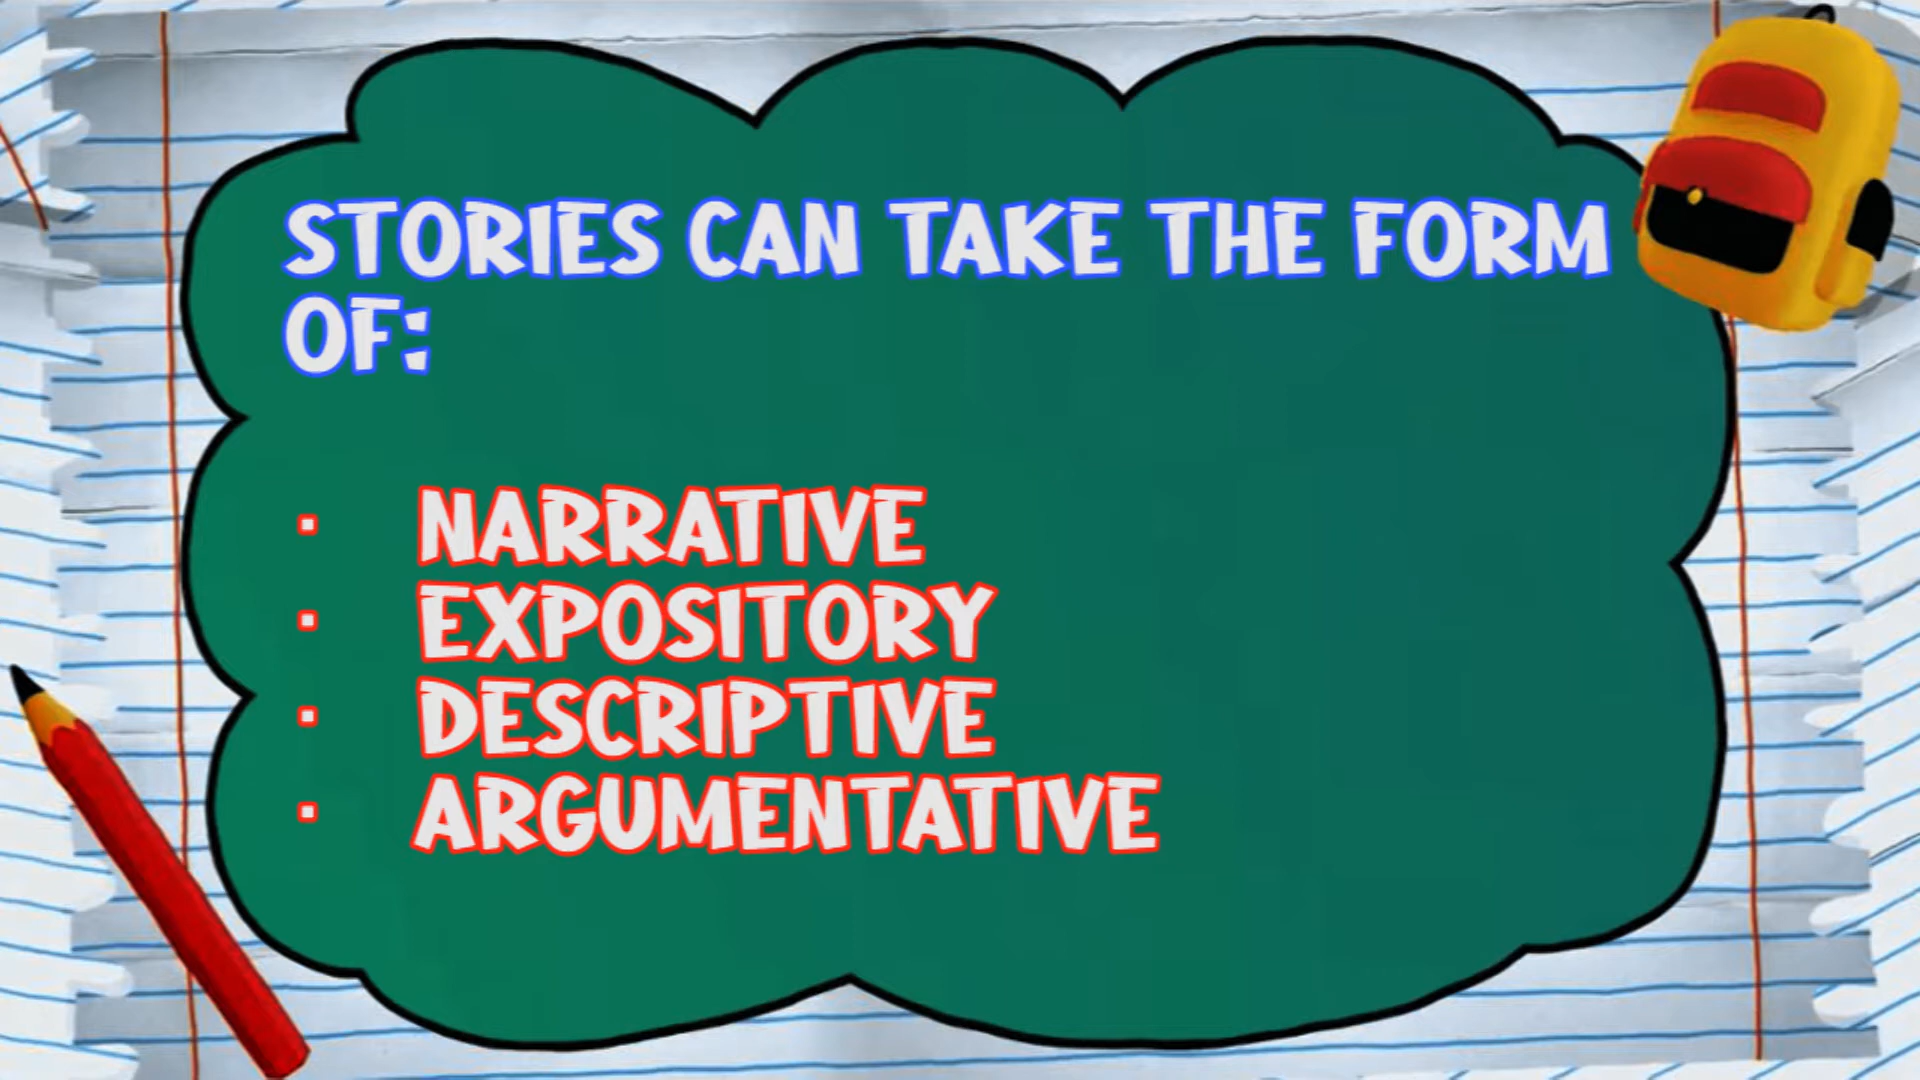 STORIES CAN TAKE THE FORM
OF:
· NARRATIVE
· EXPOSITORY
· DESCRIPTIVE
· ARGUMENTATIVE